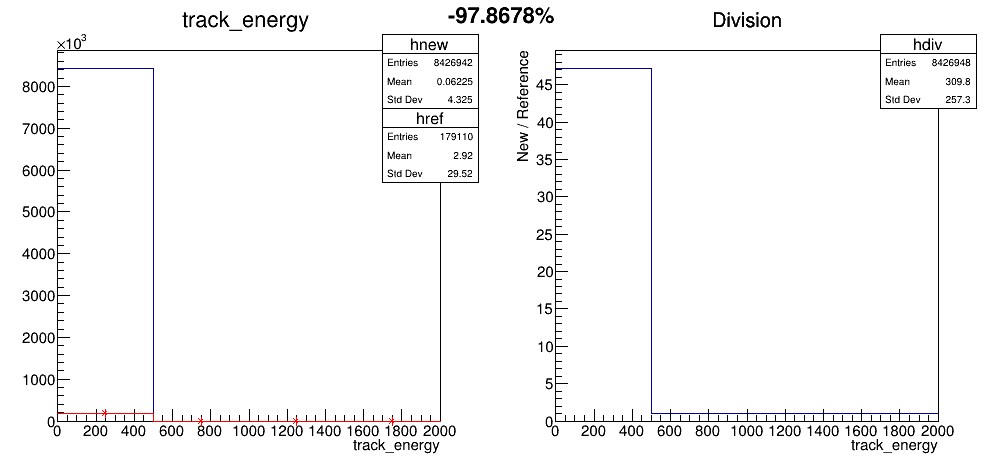 -97.8678%
track_energy
×10³
hnew
Entries 8426942
Mean 0.06225
Std Dev 4.325
href
Entries 179110
Mean 2.92
Std Dev 29.52
8000
7000
6000
5000
4000
3000
2000
1000
0
0 200 400 600 800 1000 1200 1400 1600 1800 2000
track_energy
Division
hdiv
Entries 8426948
Mean 309.8
Std Dev 257.3
New / Reference
45
40
35
30
25
20
15
10
5
0
0 200 400 600 800 1000 1200 1400 1600 1800 2000
track_energy